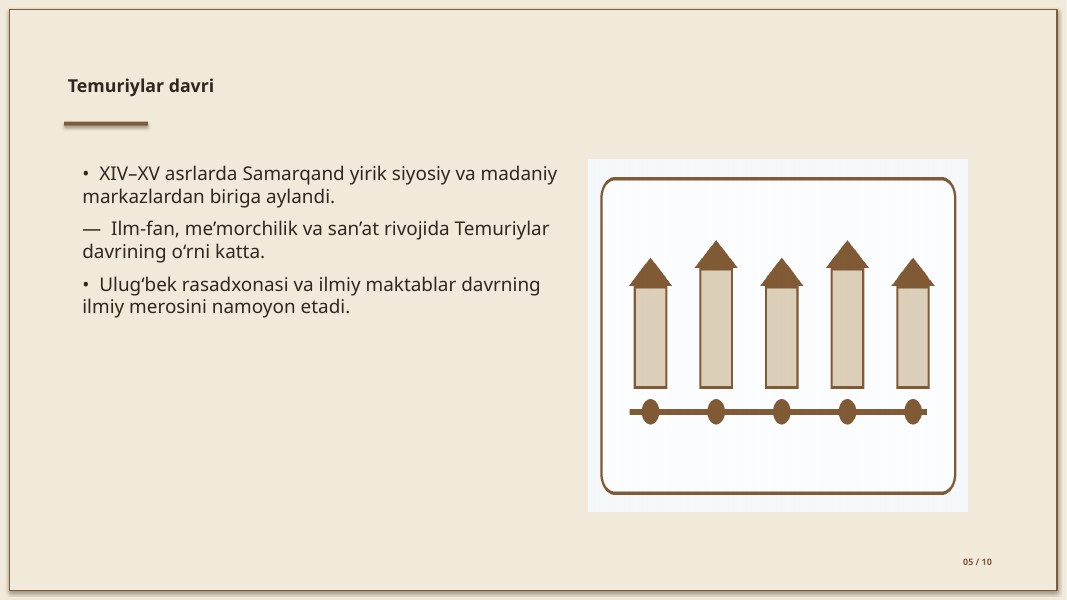 Temuriylar davri
• XIV–XV asrlarda Samarqand yirik siyosiy va madaniy
markazlardan biriga aylandi.
— Ilm-fan, me’morchilik va san’at rivojida Temuriylar
davrining o‘rni katta.
• Ulug‘bek rasadxonasi va ilmiy maktablar davrning
ilmiy merosini namoyon etadi.
05 / 10